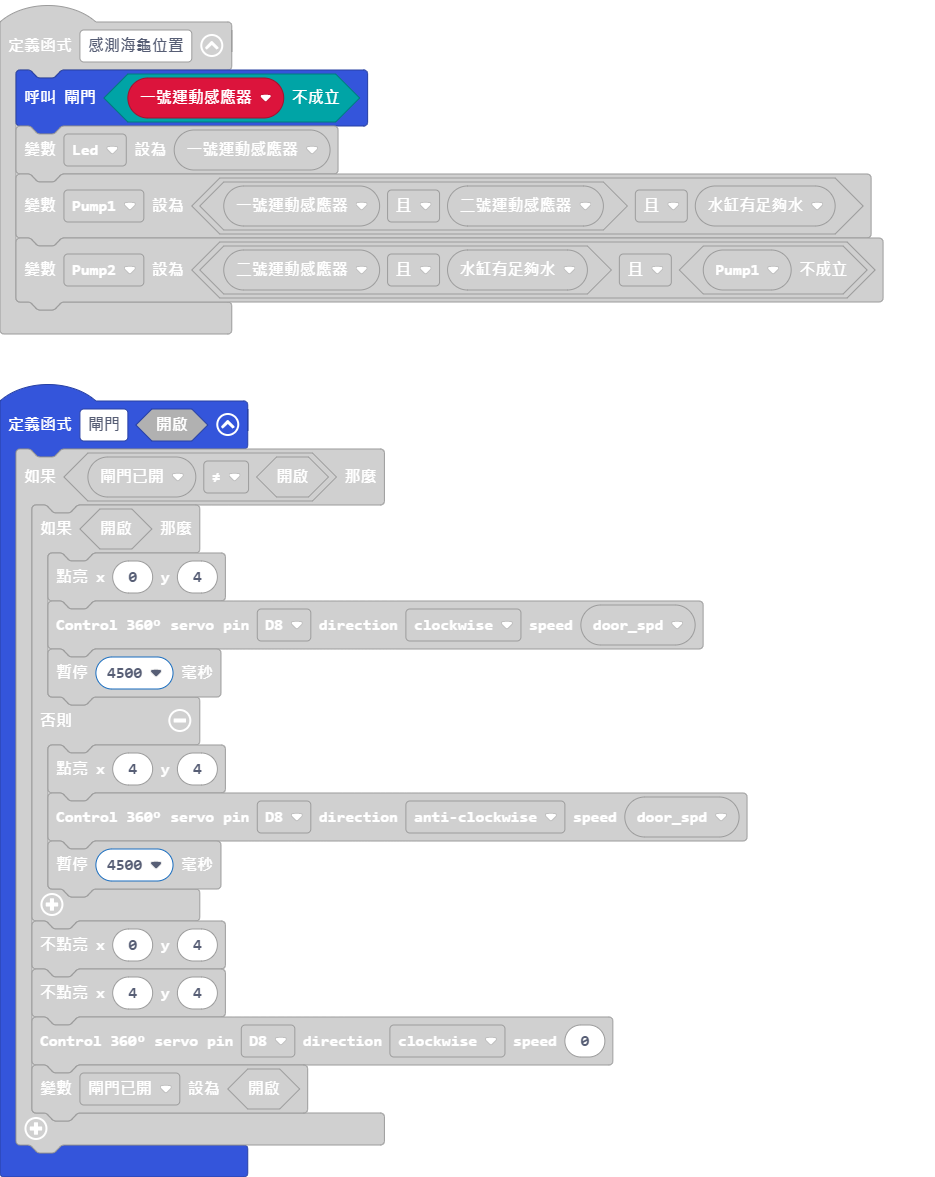 定義函式 感測海龜位置
呼叫 閘門 一號運動感應器 不成立
變數 Led 設為 一號運動感應器
變數 Pump1 設為 一號運動感應器 且 二號運動感應器 且 水缸有足夠水
變數 Pump2 設為 二號運動感應器 且 水缸有足夠水 且 Pump1 不成立
定義函式 閘門 開啟
如果 閘門已開 ≠ 開啟 那麼
如果 開啟 那麼
點亮 x 0 y 4
Control 360° servo pin D8 direction clockwise speed door_spd
暫停 4500 毫秒
否則
點亮 x 4 y 4
Control 360° servo pin D8 direction anti-clockwise speed door_spd
暫停 4500 毫秒
不點亮 x 0 y 4
不點亮 x 4 y 4
Control 360° servo pin D8 direction clockwise speed 0
變數 閘門已開 設為 開啟